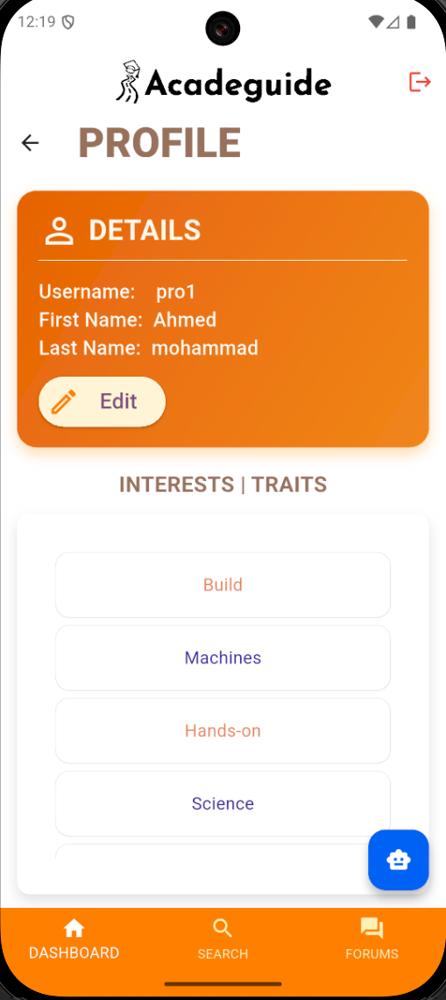 12:19
Acadeguide
PROFILE
DETAILS
Username: pro1
First Name: Ahmed
Last Name: mohammad
Edit
INTERESTS | TRAITS
Build
Machines
Hands-on
Science
DASHBOARD
SEARCH
FORUMS